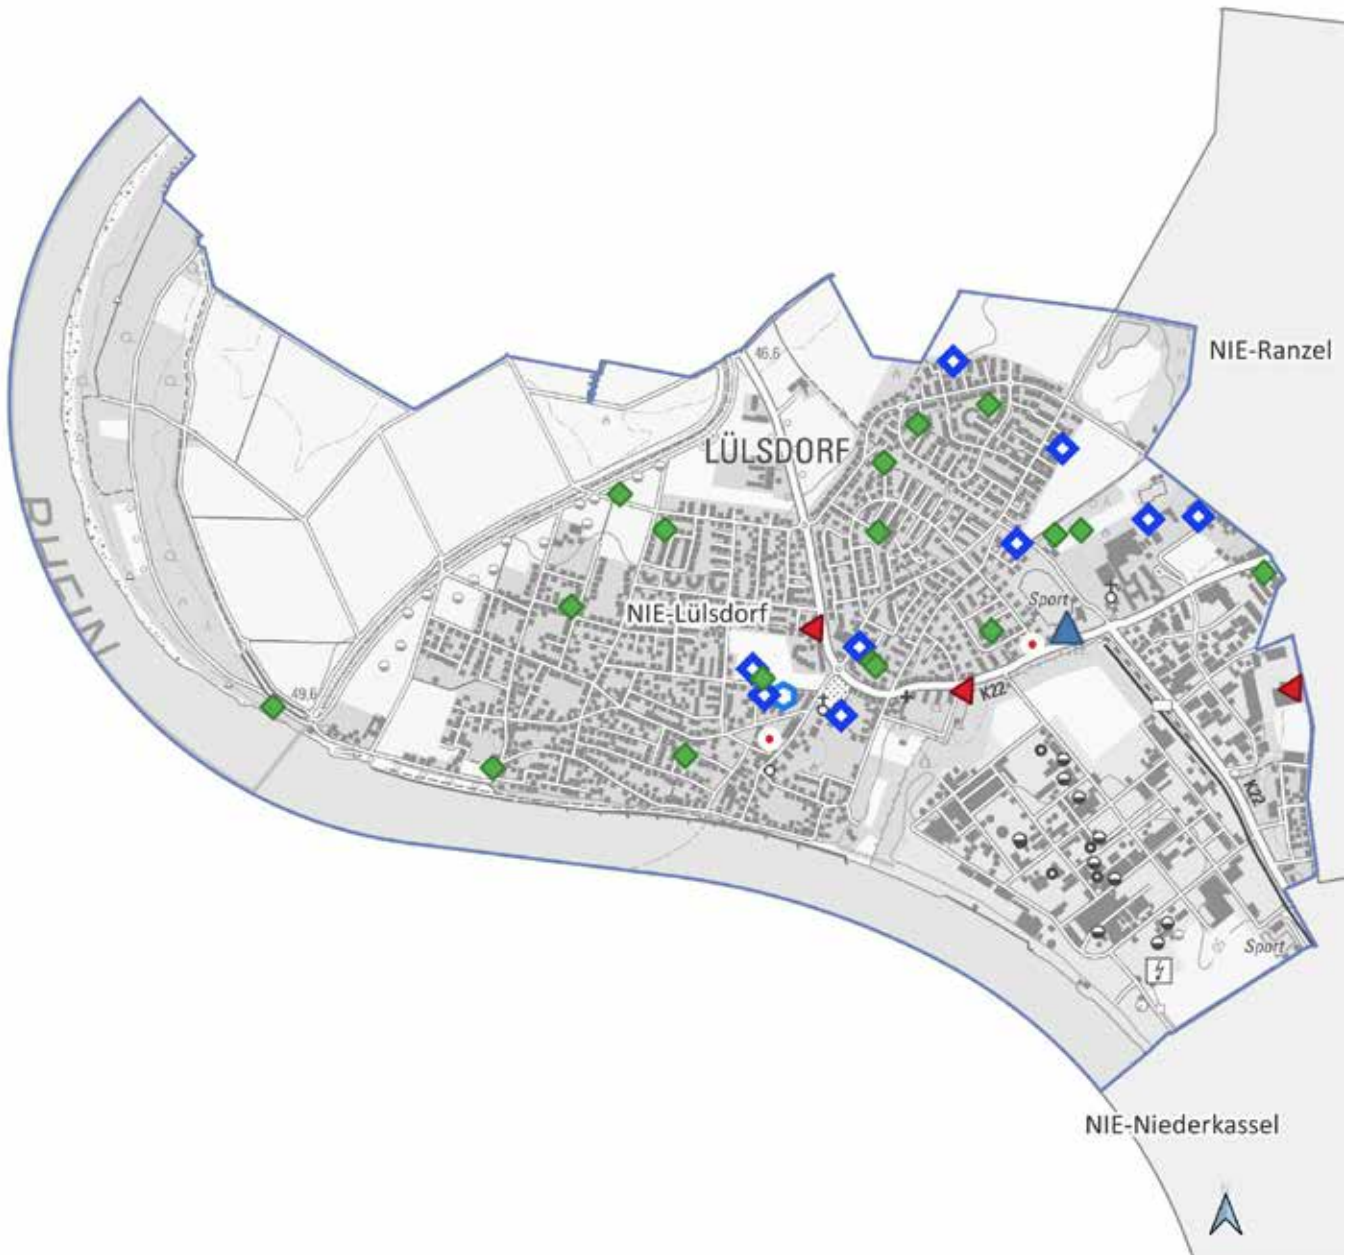 NIE-Ranzel
46,6
LÜLSDORF
RHEIN
Sport
NIE-Lülsdorf
K22
49,6
K22
Sport
NIE-Niederkassel